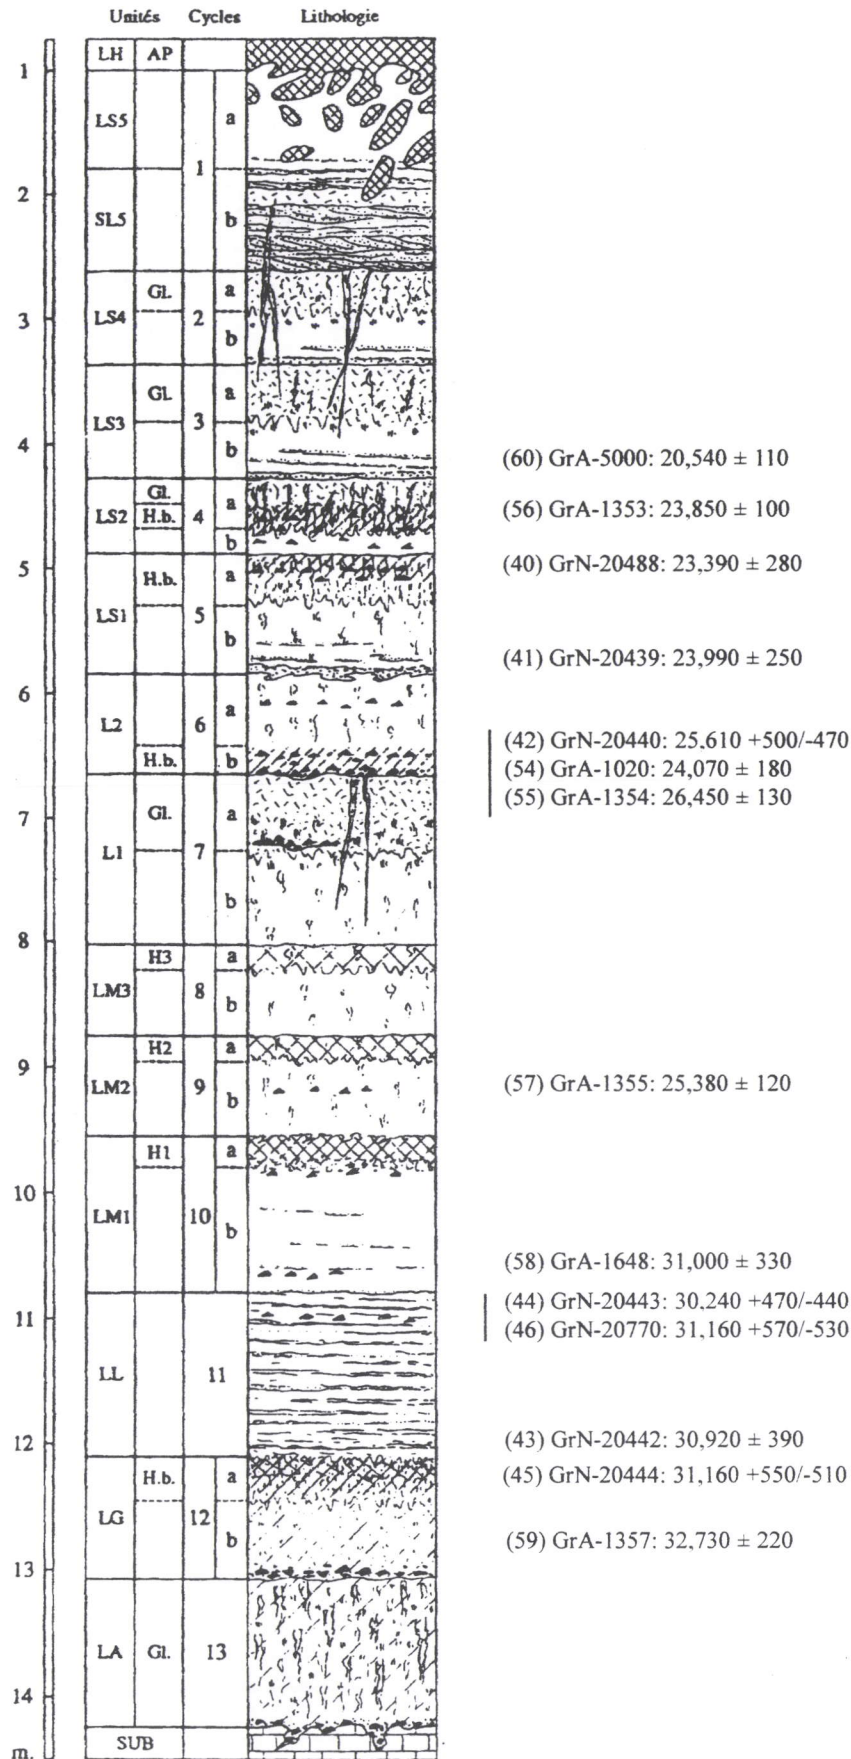 Unités Cycles Lithologie
LH AP
1
LS5 a
1
2
SL5 b
GL a
3 LS4 2
b
GL a
LS3 3
4 b
(60) GrA-5000: 20,540 ± 110
Gl. a
LS2 H.b. 4
(56) GrA-1353: 23,850 ± 100
b
5 H.b. a
(40) GrN-20488: 23,390 ± 280
LS1 5
b
(41) GrN-20439: 23,990 ± 250
6
L2 6 a
(42) GrN-20440: 25,610 +500/-470
H.b. b
(54) GrA-1020: 24,070 ± 180
(55) GrA-1354: 26,450 ± 130
7 Gl. a
L1 7
b
8
H3 a
LM3 8 b
H2 a
9
LM2 9 b
(57) GrA-1355: 25,380 ± 120
H1 a
10
LM1 10 b
(58) GrA-1648: 31,000 ± 330
(44) GrN-20443: 30,240 +470/-440
11
(46) GrN-20770: 31,160 +570/-530
LL 11
12
(43) GrN-20442: 30,920 ± 390
H.b. a
(45) GrN-20444: 31,160 +550/-510
LG 12
b
(59) GrA-1357: 32,730 ± 220
13
LA Gl. 13
14
SUB
m.